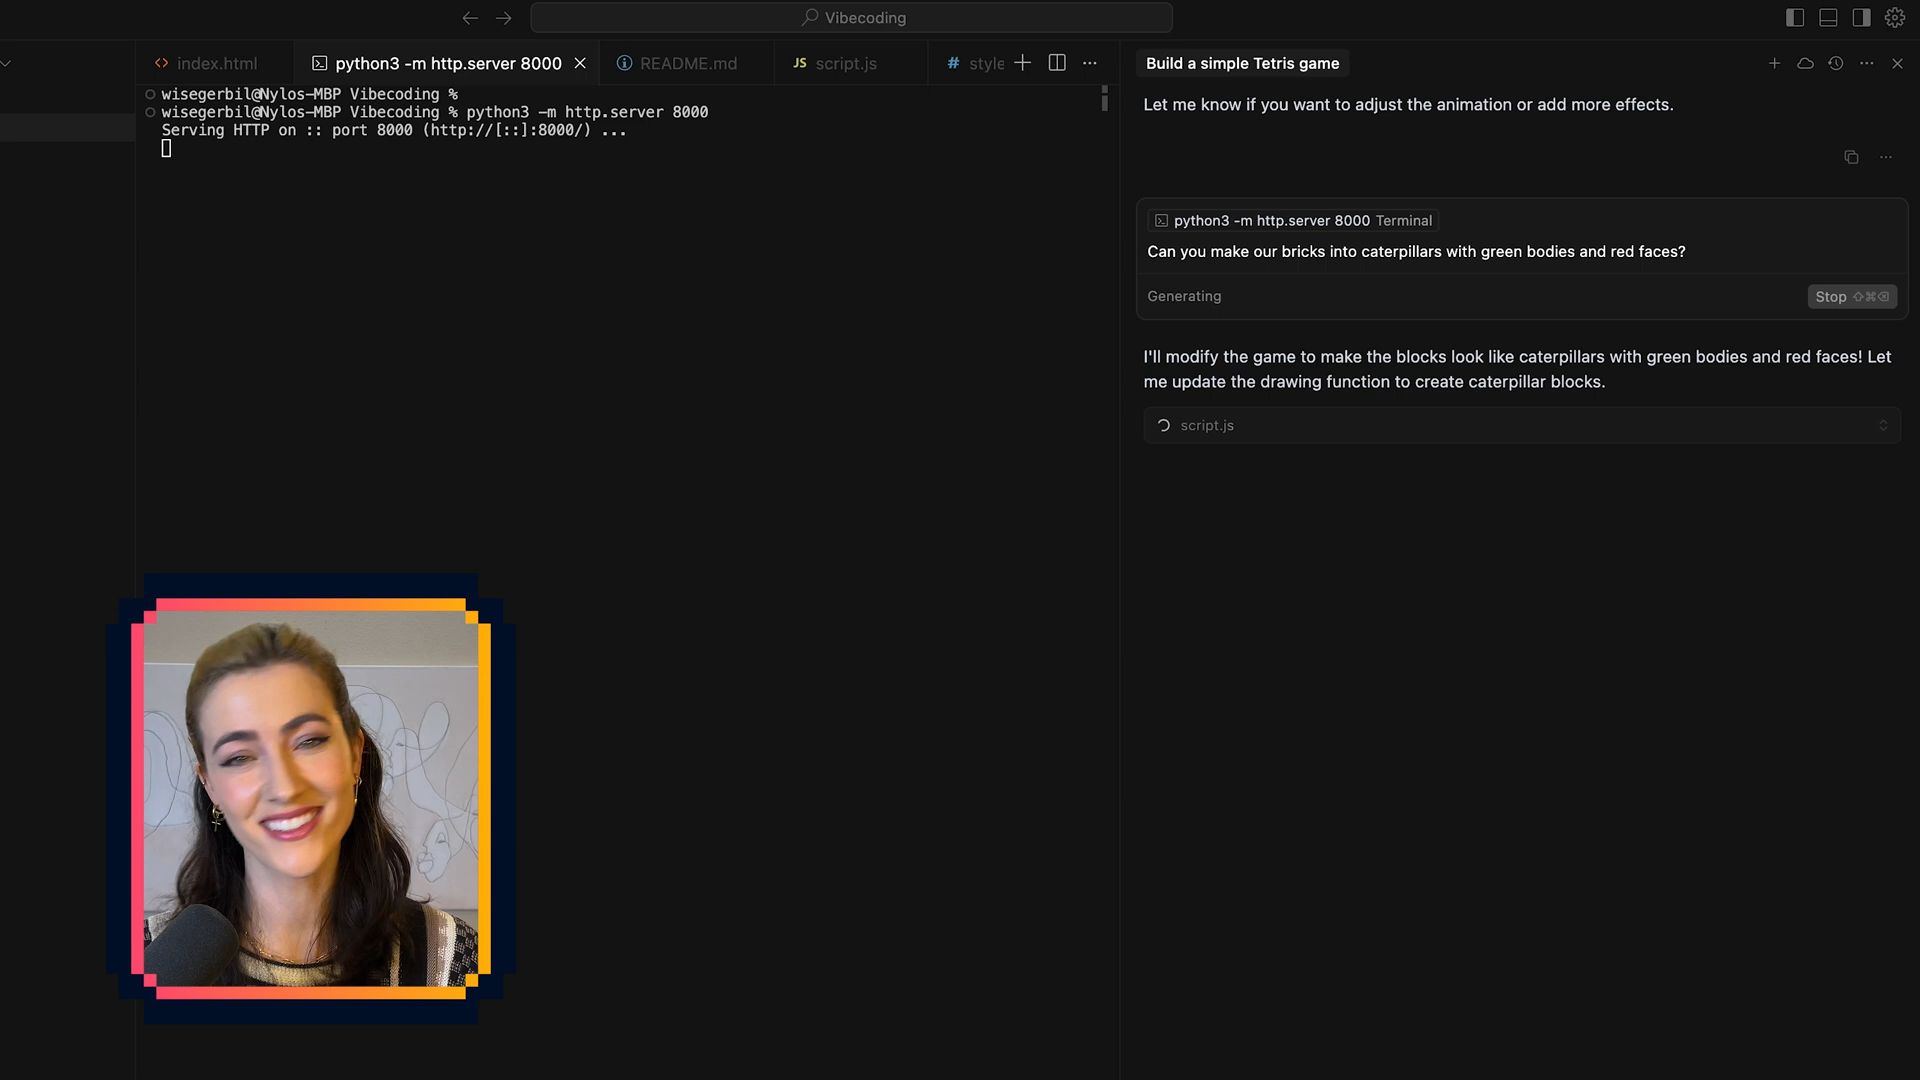 Vibecoding
index.html
python3 -m http.server 8000
README.md
JS script.js
# style
Build a simple Tetris game
wisegerbil@Nylos-MBP Vibecoding %
wisegerbil@Nylos-MBP Vibecoding % python3 -m http.server 8000
Serving HTTP on :: port 8000 (http://[::]:8000/) ...
Let me know if you want to adjust the animation or add more effects.
python3 -m http.server 8000 Terminal
Can you make our bricks into caterpillars with green bodies and red faces?
Generating
Stop ⇧⌘⌫
I'll modify the game to make the blocks look like caterpillars with green bodies and red faces! Let
me update the drawing function to create caterpillar blocks.
script.js